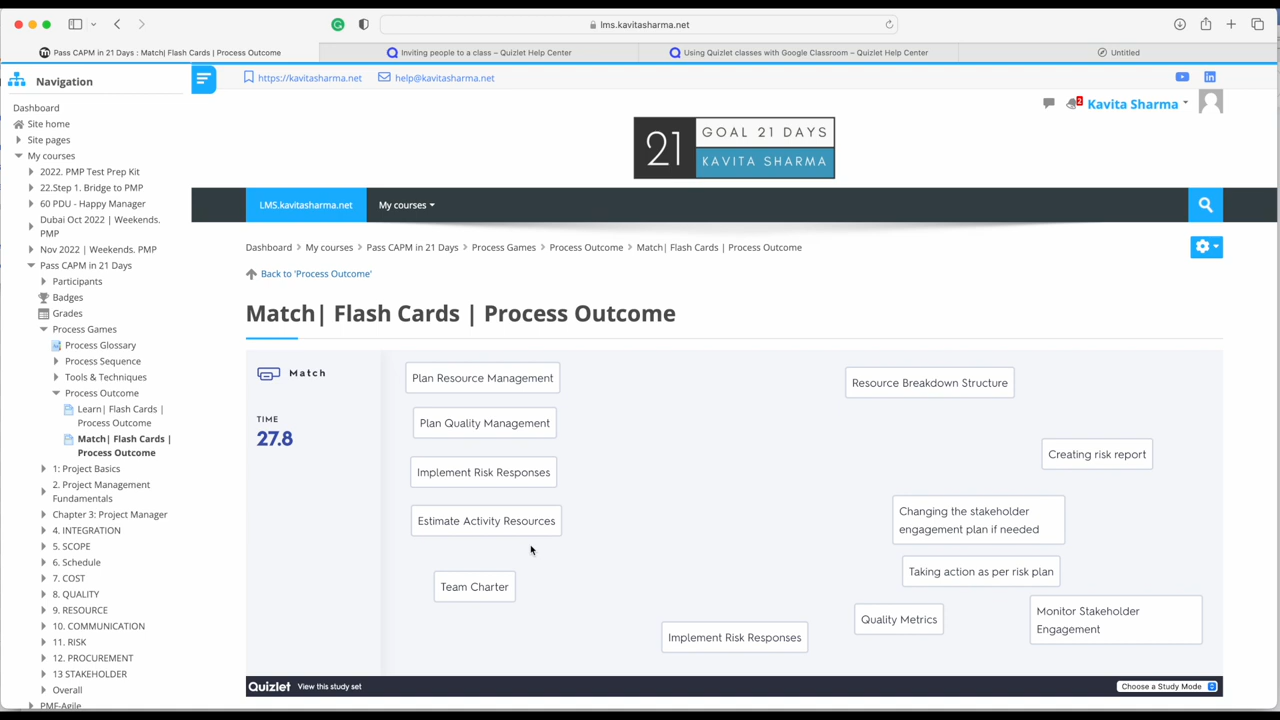 lms.kavitasharma.net
Pass CAPM in 21 Days : Match| Flash Cards | Process Outcome
Inviting people to a class – Quizlet Help Center
Using Quizlet classes with Google Classroom – Quizlet Help Center
Untitled
Navigation
Dashboard
Site home
Site pages
My courses
2022. PMP Test Prep Kit
22.Step 1. Bridge to PMP
60 PDU - Happy Manager
Dubai Oct 2022 | Weekends.
PMP
Nov 2022 | Weekends. PMP
Pass CAPM in 21 Days
Participants
Badges
Grades
Process Games
Process Glossary
Process Sequence
Tools & Techniques
Process Outcome
Learn| Flash Cards |
Process Outcome
Match| Flash Cards |
Process Outcome
1: Project Basics
2. Project Management
Fundamentals
Chapter 3: Project Manager
4. INTEGRATION
5. SCOPE
6. Schedule
7. COST
8. QUALITY
9. RESOURCE
10. COMMUNICATION
11. RISK
12. PROCUREMENT
13 STAKEHOLDER
Overall
PMF-Agile
https://kavitasharma.net
help@kavitasharma.net
2
Kavita Sharma
21
GOAL 21 DAYS
KAVITA SHARMA
LMS.kavitasharma.net
My courses
Dashboard > My courses > Pass CAPM in 21 Days > Process Games > Process Outcome > Match| Flash Cards | Process Outcome
Back to 'Process Outcome'
Match| Flash Cards | Process Outcome
Match
TIME
27.8
Plan Resource Management
Resource Breakdown Structure
Plan Quality Management
Creating risk report
Implement Risk Responses
Changing the stakeholder
engagement plan if needed
Estimate Activity Resources
Taking action as per risk plan
Team Charter
Quality Metrics
Monitor Stakeholder
Engagement
Implement Risk Responses
Quizlet
View this study set
Choose a Study Mode